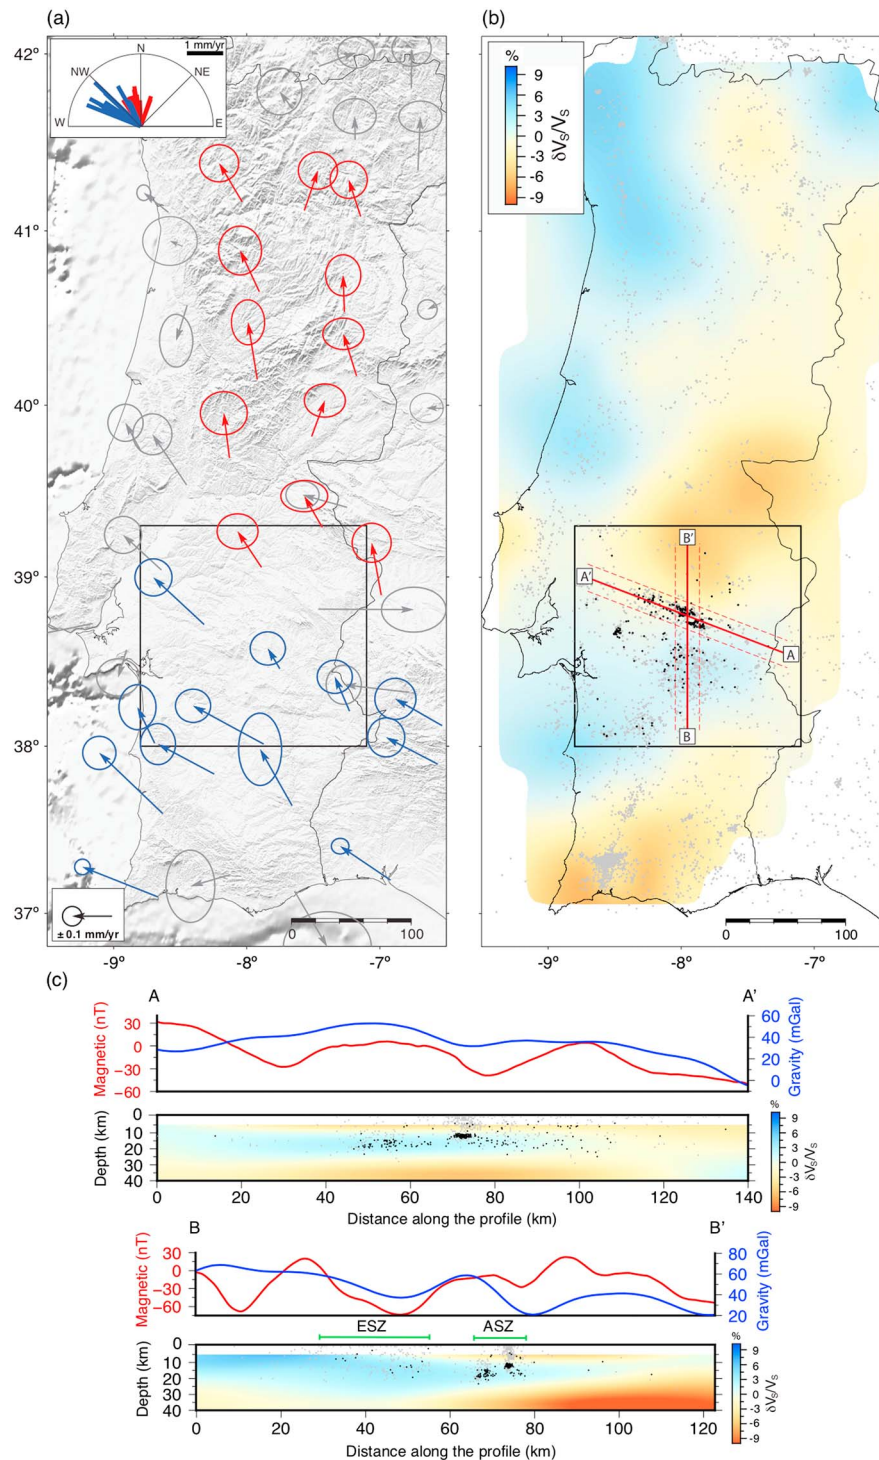 (a)
(b)
42°
41°
40°
39°
38°
37°
N
NW
NE
W
E
1 mm/yr
± 0.1 mm/yr
0
100
-9°
-8°
-7°
%
9
6
3
0
-3
-6
-9
δVS/VS
B'
A'
A
B
0
100
-9°
-8°
-7°
(c)
A
A'
Magnetic (nT)
30
0
−30
−60
60
40
20
0
Gravity (mGal)
Depth (km)
0
10
20
30
40
0
20
40
60
80
100
120
140
Distance along the profile (km)
%
9
6
3
0
-3
-6
-9
δVS/VS
B
B'
Magnetic (nT)
30
0
−30
−60
80
60
40
20
Gravity (mGal)
ESZ
ASZ
Depth (km)
0
10
20
30
40
0
20
40
60
80
100
120
Distance along the profile (km)
%
9
6
3
0
-3
-6
-9
δVS/VS